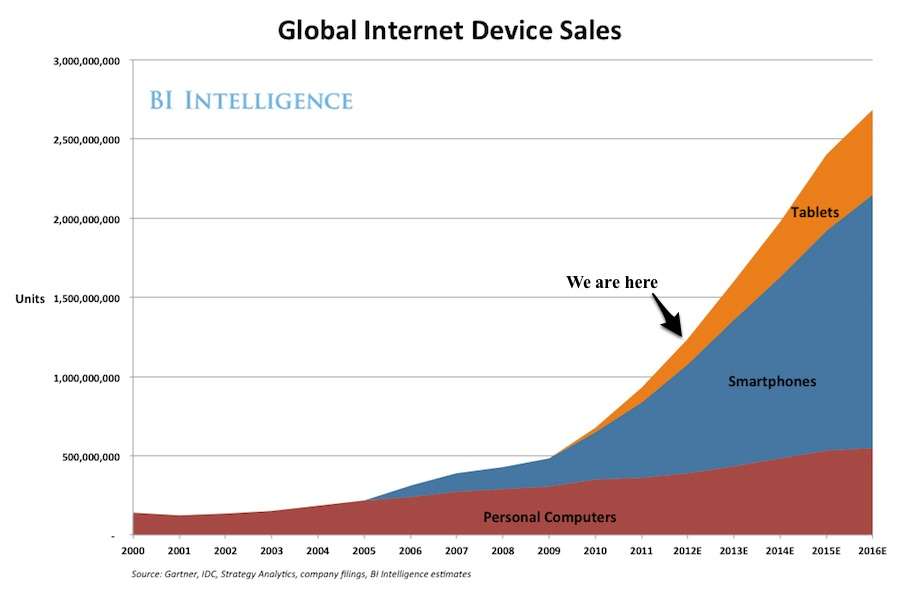 Global Internet Device Sales
BI INTELLIGENCE
3,000,000,000
2,500,000,000
2,000,000,000
Units 1,500,000,000
1,000,000,000
500,000,000
-
We are here
Tablets
Smartphones
Personal Computers
2000 2001 2002 2003 2004 2005 2006 2007 2008 2009 2010 2011 2012E 2013E 2014E 2015E 2016E
Source: Gartner, IDC, Strategy Analytics, company filings, BI Intelligence estimates